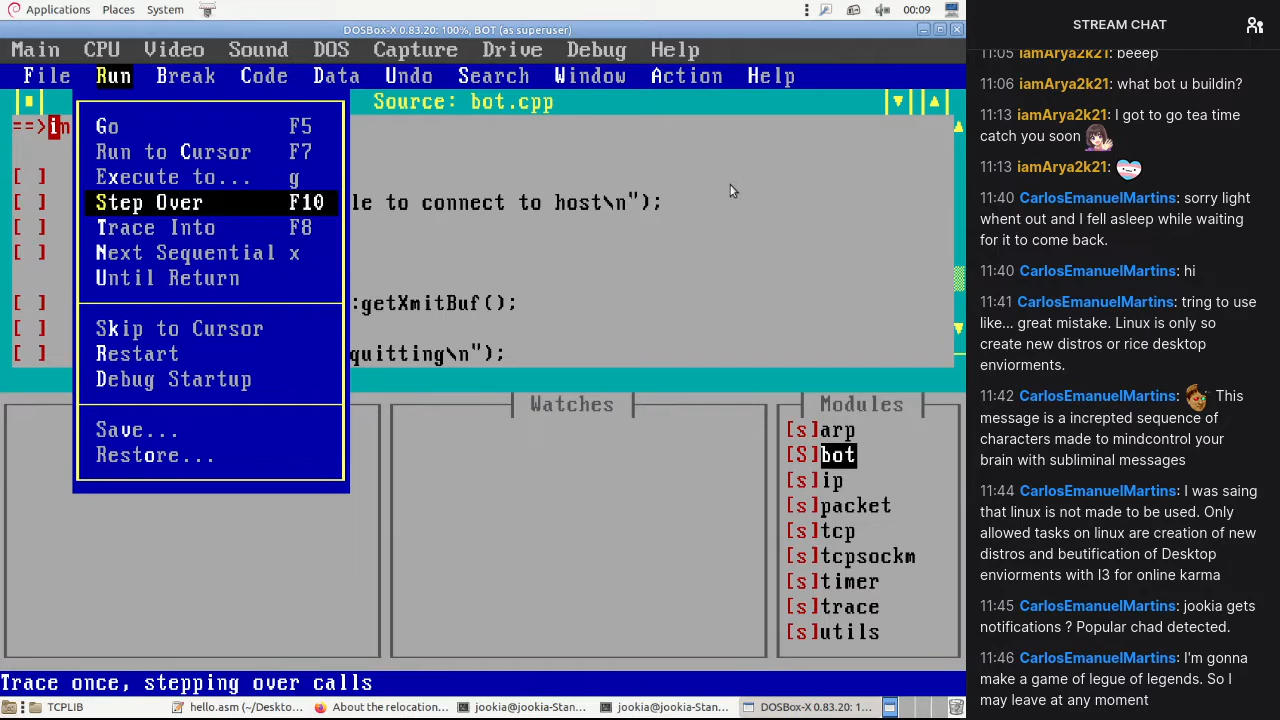 Applications Places System 00:09
DOSBox-X 0.83.20: 100%, BOT (as superuser)
Main CPU Video Sound DOS Capture Drive Debug Help
File Run Break Code Data Undo Search Window Action Help
Source: bot.cpp
==>in
Go F5
Run to Cursor F7
Execute to... g
Step Over F10
Trace Into F8
Next Sequential x
Until Return
Skip to Cursor
Restart
Debug Startup
Save...
Restore...
[ ]
[ ] le to connect to host\n");
[ ]
[ ]
[ ] :getXmitBuf();
[ ]
[ ] quitting\n");
Watches
Modules
[s]arp
[S]bot
[s]ip
[s]packet
[s]tcp
[s]tcpsockm
[s]timer
[s]trace
[s]utils
Trace once, stepping over calls
TCPLIB hello.asm (~/Deskto... About the relocation... jookia@jookia-Stan... jookia@jookia-Stan... DOSBox-X 0.83.20: 1...
STREAM CHAT
11:05 iamArya2k21: beeep
11:06 iamArya2k21: what bot u buildin?
11:13 iamArya2k21: I got to go tea time
catch you soon
11:13 iamArya2k21:
11:40 CarlosEmanuelMartins: sorry light
whent out and I fell asleep while waiting
for it to come back.
11:40 CarlosEmanuelMartins: hi
11:41 CarlosEmanuelMartins: tring to use
like... great mistake. Linux is only so
create new distros or rice desktop
enviorments.
11:42 CarlosEmanuelMartins: This
message is a increpted sequence of
characters made to mindcontrol your
brain with subliminal messages
11:44 CarlosEmanuelMartins: I was saing
that linux is not made to be used. Only
allowed tasks on linux are creation of new
distros and beutification of Desktop
enviorments with I3 for online karma
11:45 CarlosEmanuelMartins: jookia gets
notifications ? Popular chad detected.
11:46 CarlosEmanuelMartins: I'm gonna
make a game of legue of legends. So I
may leave at any moment